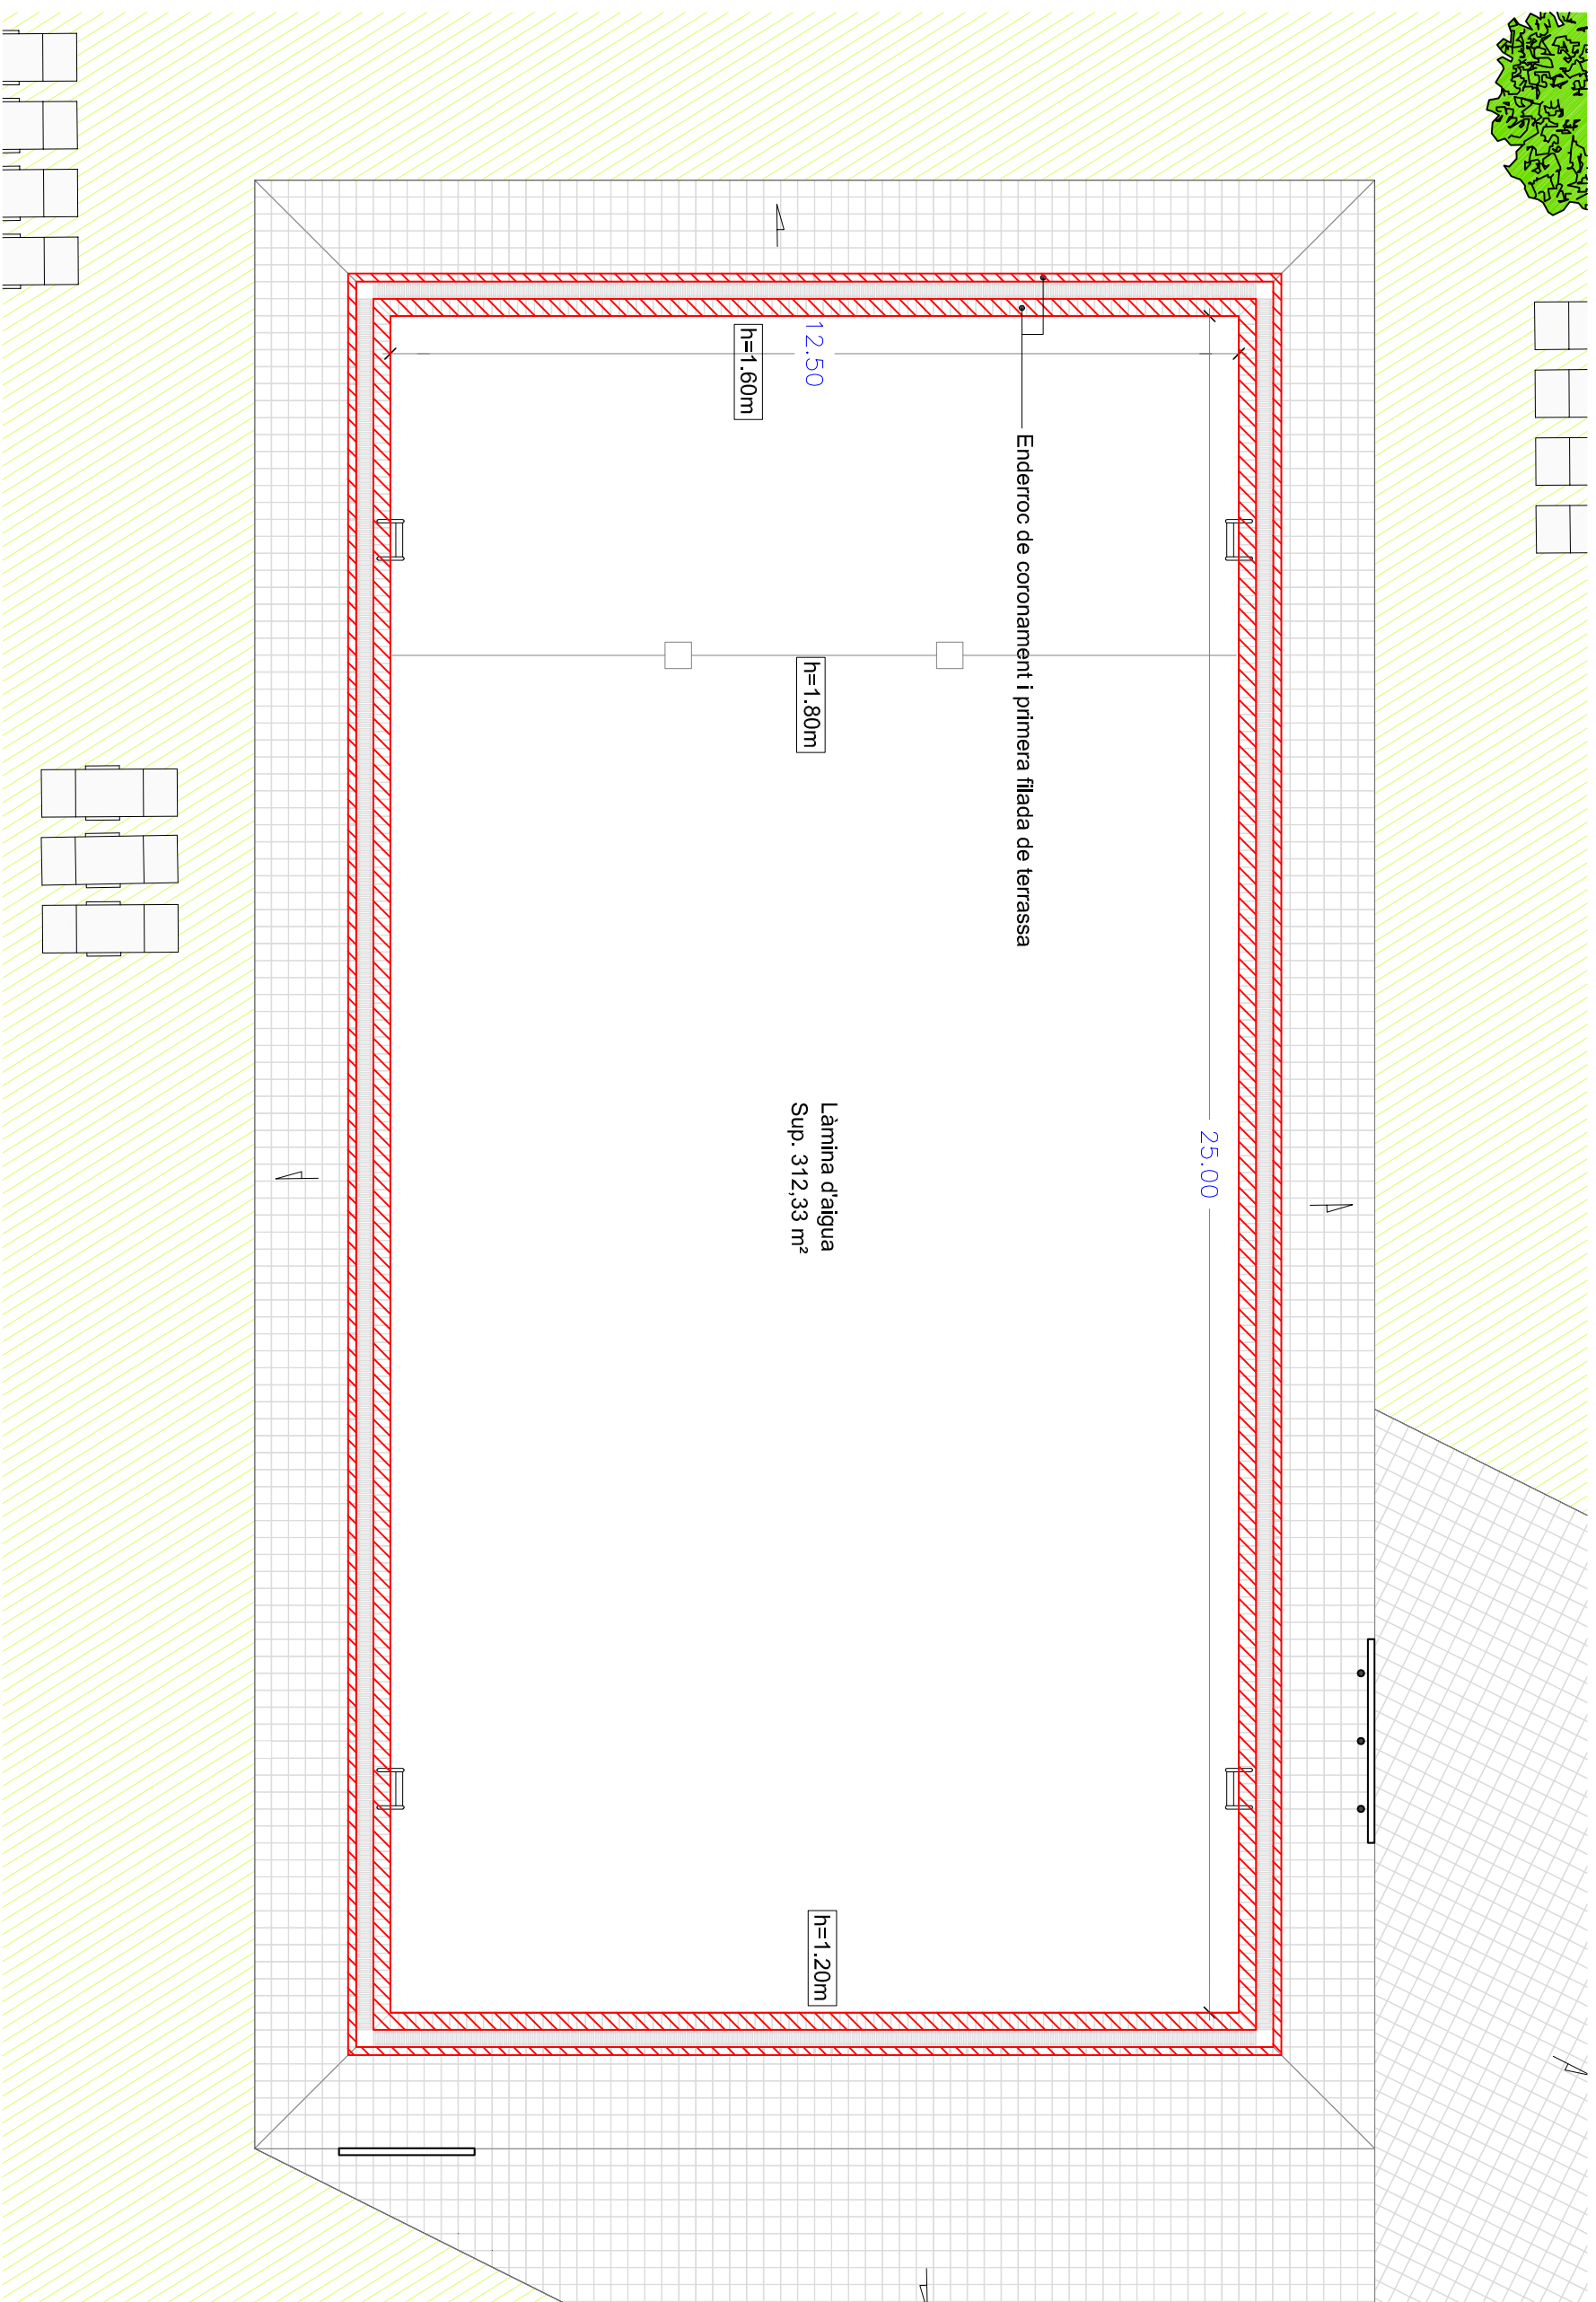 12.50
h=1.60m
Enderroc de coronament i primera filada de terrassa
h=1.80m
25.00
Làmina d'aigua
Sup. 312,33 m²
h=1.20m